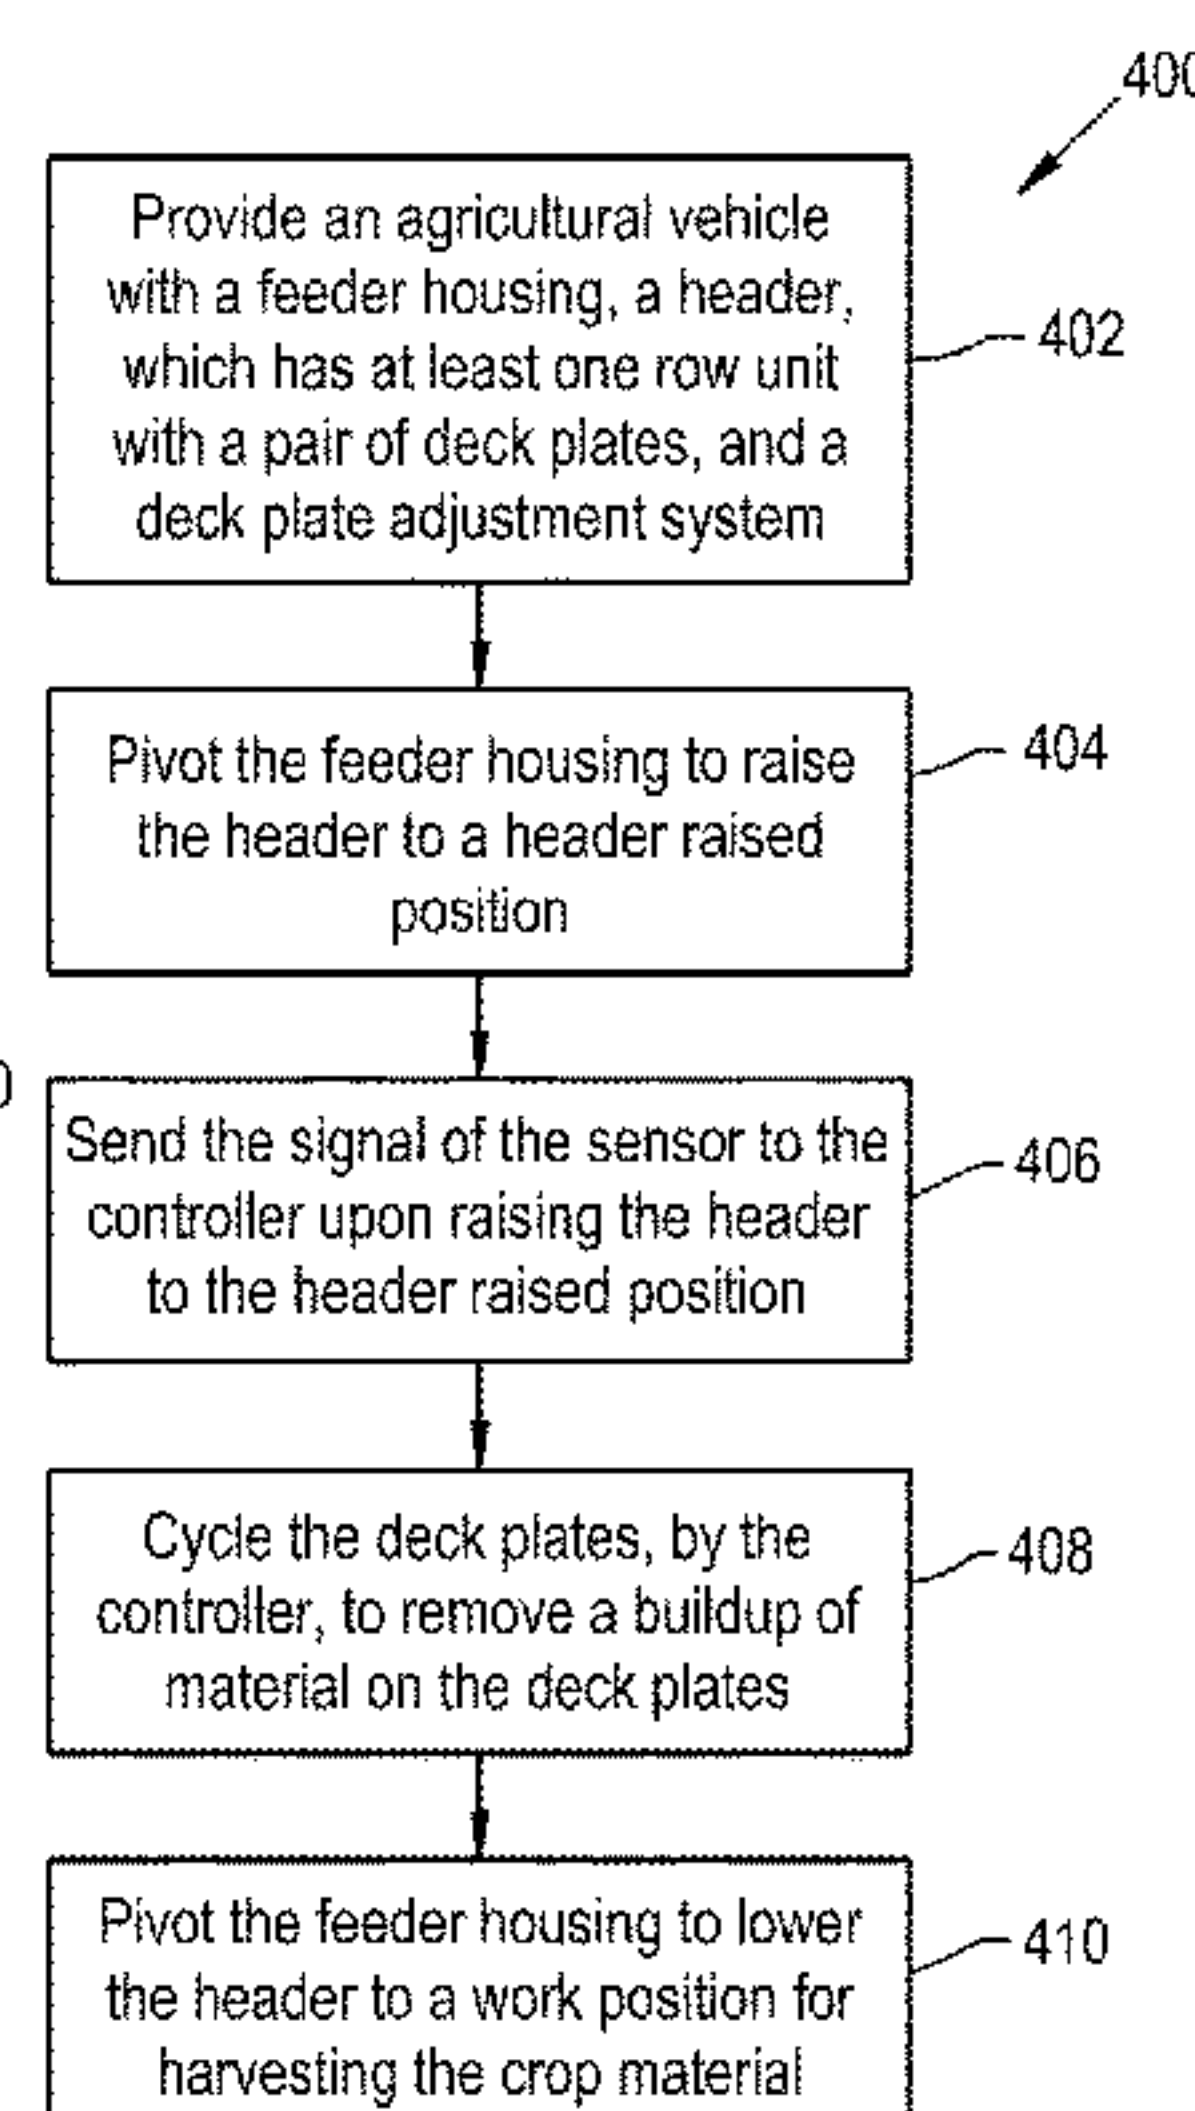 400
Provide an agricultural vehicle
with a feeder housing, a header,
which has at least one row unit
with a pair of deck plates, and a
deck plate adjustment system
402
Pivot the feeder housing to raise
the header to a header raised
position
404
Send the signal of the sensor to the
controller upon raising the header
to the header raised position
406
Cycle the deck plates, by the
controller, to remove a buildup of
material on the deck plates
408
Pivot the feeder housing to lower
the header to a work position for
harvesting the crop material
410